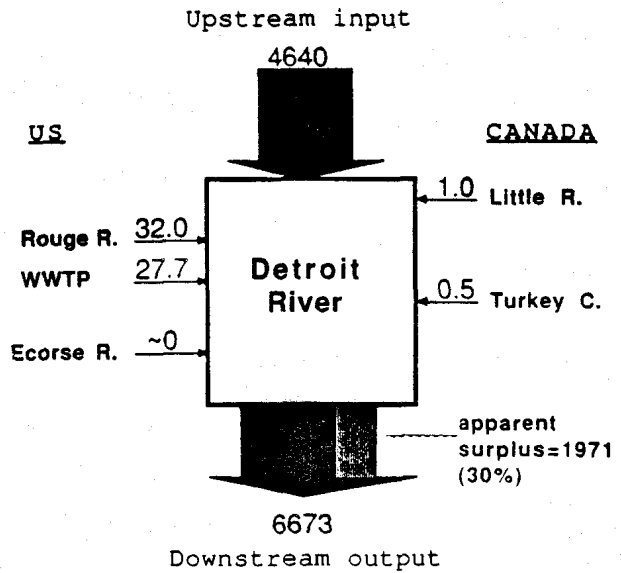 Upstream input
4640
US
CANADA
1.0 Little R.
Rouge R. 32.0
WWTP 27.7
Detroit
River
0.5 Turkey C.
Ecorse R. ~0
apparent
surplus=1971
(30%)
6673
Downstream output